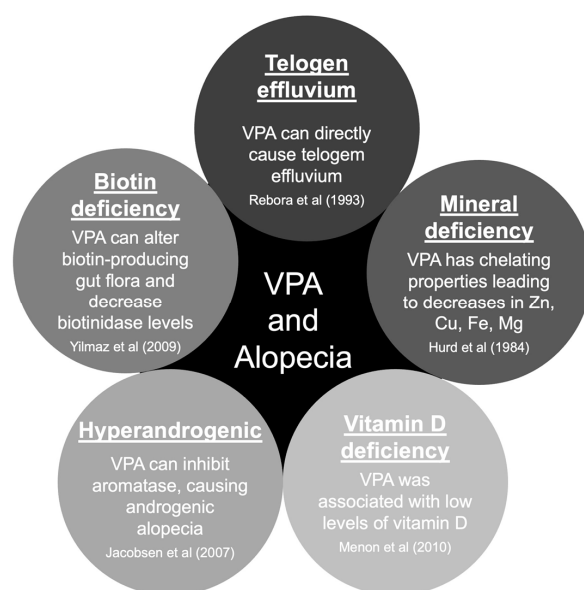 Telogen
effluvium
VPA can directly
cause telogem
effluvium
Rebora et al (1993)
Biotin
deficiency
VPA can alter
biotin-producing
gut flora and
decrease
biotinidase levels
Yilmaz et al (2009)
Mineral
deficiency
VPA has chelating
properties leading
to decreases in Zn,
Cu, Fe, Mg
Hurd et al (1984)
VPA
and
Alopecia
Hyperandrogenic
VPA can inhibit
aromatase, causing
androgenic
alopecia
Jacobsen et al (2007)
Vitamin D
deficiency
VPA was
associated with low
levels of vitamin D
Menon et al (2010)